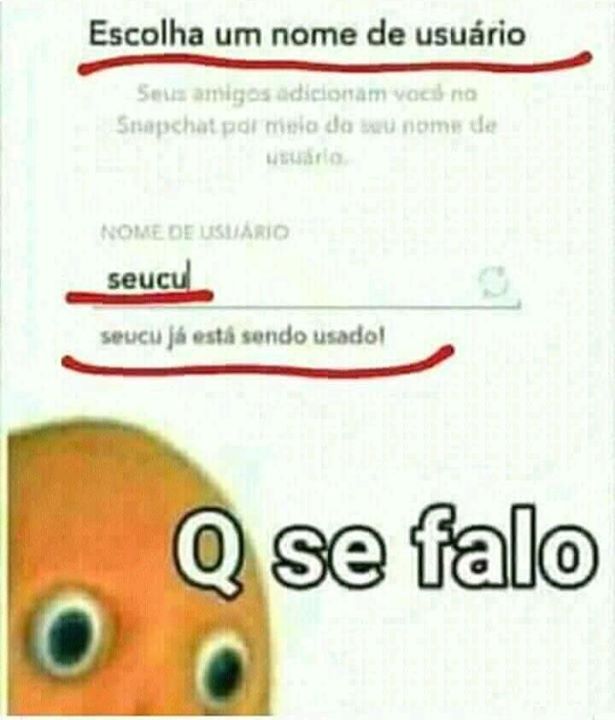 Escolha um nome de usuário
Seus amigos adicionam você no
Snapchat por meio do seu nome de
usuário.
NOME DE USUÁRIO
seucu
seucu já está sendo usado!
Q se falo